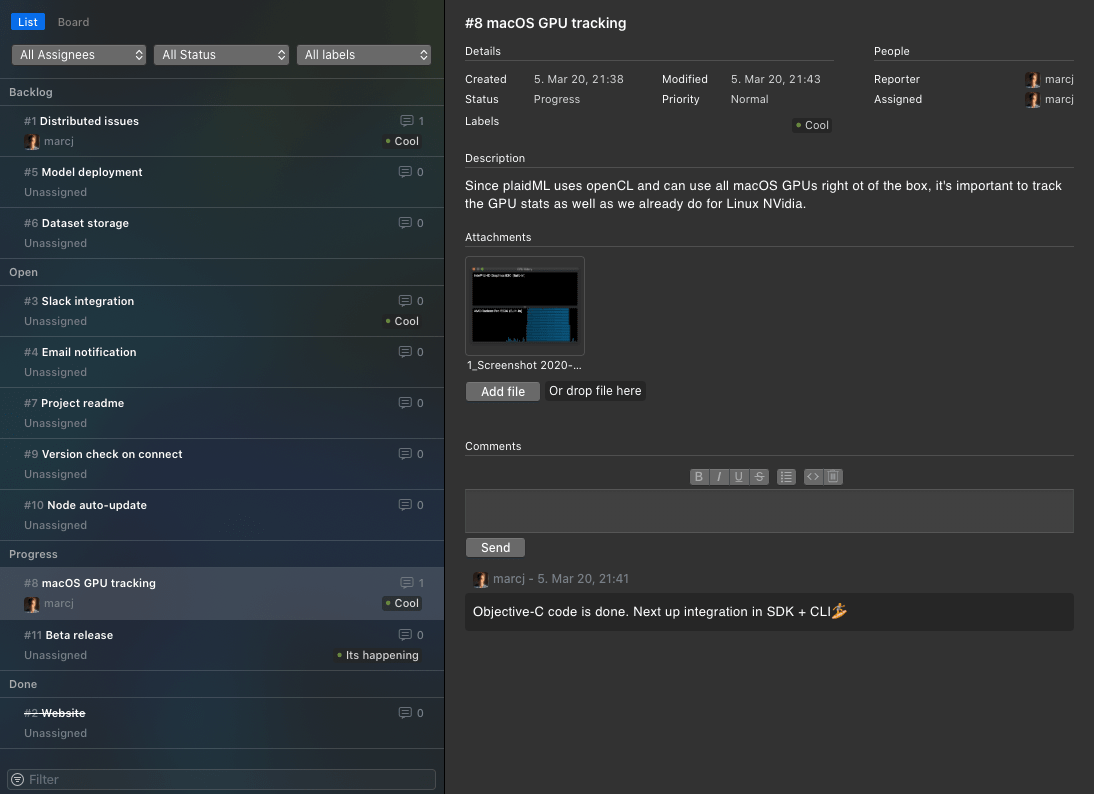 List Board
All Assignees All Status All labels
Backlog
#1 Distributed issues 1
marcj Cool
#5 Model deployment 0
Unassigned
#6 Dataset storage 0
Unassigned
Open
#3 Slack integration 0
Unassigned Cool
#4 Email notification 0
Unassigned
#7 Project readme 0
Unassigned
#9 Version check on connect 0
Unassigned
#10 Node auto-update 0
Unassigned
Progress
#8 macOS GPU tracking 1
marcj Cool
#11 Beta release 0
Unassigned Its happening
Done
#2 Website 0
Unassigned
Filter
#8 macOS GPU tracking
Details People
Created 5. Mar 20, 21:38 Modified 5. Mar 20, 21:43 Reporter marcj
Status Progress Priority Normal Assigned marcj
Labels Cool
Description
Since plaidML uses openCL and can use all macOS GPUs right ot of the box, it's important to track
the GPU stats as well as we already do for Linux NVidia.
Attachments
1_Screenshot 2020-...
Add file Or drop file here
Comments
B I U S <>
Send
marcj - 5. Mar 20, 21:41
Objective-C code is done. Next up integration in SDK + CLI🏄